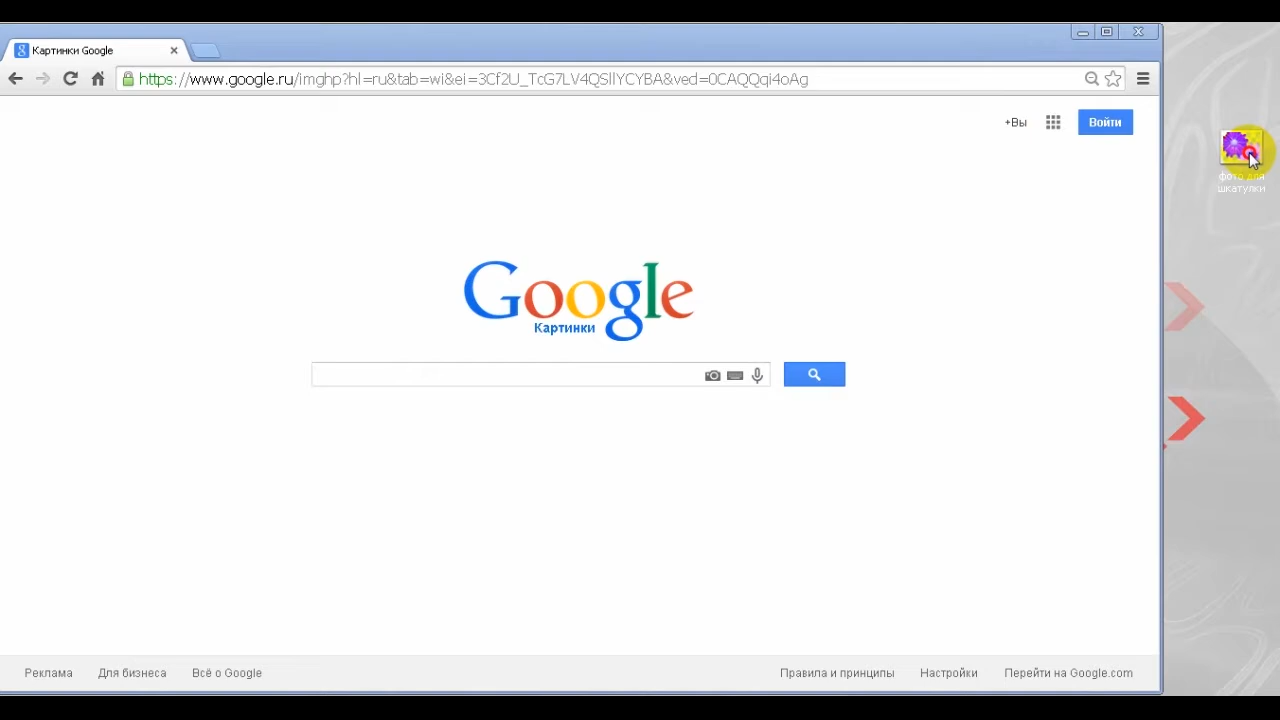 Картинки Google
https://www.google.ru/imghp?hl=ru&tab=wi&ei=3Cf2U_TcG7LV4QSllYCYBA&ved=0CAQQqi4oAg
+Вы
Войти
фото для
шкатулки
Google
Картинки
Реклама
Для бизнеса
Всё о Google
Правила и принципы
Настройки
Перейти на Google.com